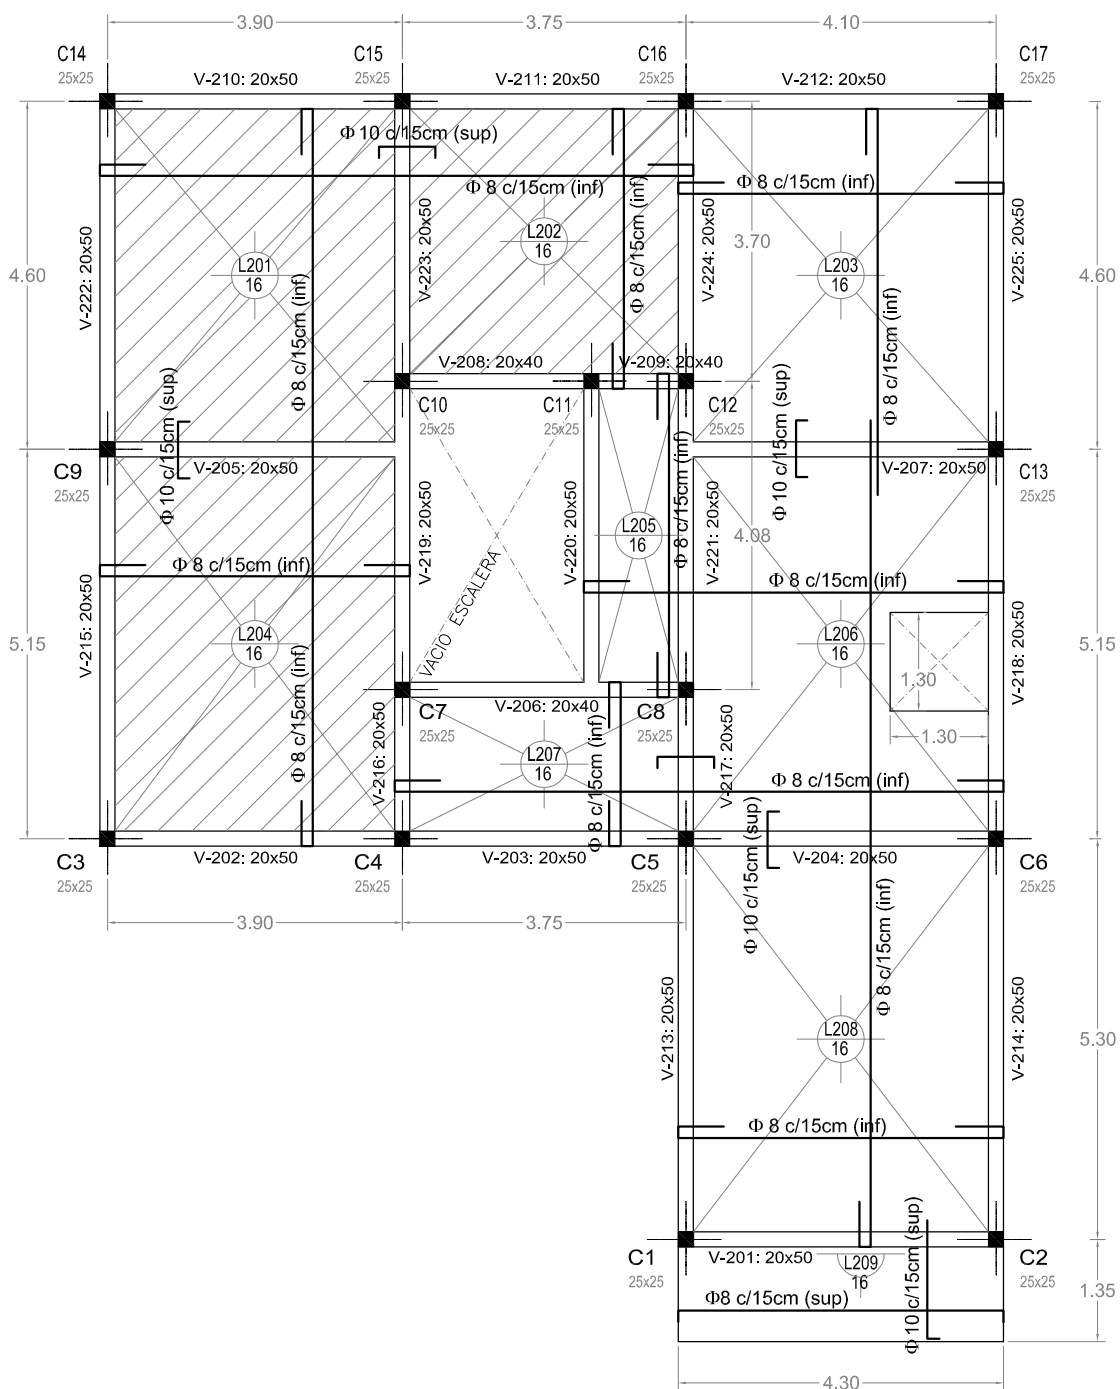 3.90
3.75
4.10
C14
25x25
C15
25x25
C16
25x25
C17
25x25
V-210: 20x50
V-211: 20x50
V-212: 20x50
Φ 10 c/15cm (sup)
Φ 8 c/15cm (inf)
Φ 8 c/15cm (inf)
4.60
V-222: 20x50
L201
16
Φ 8 c/15cm (inf)
V-223: 20x50
L202
16
Φ 8 c/15cm (inf)
V-224: 20x50
3.70
L203
16
Φ 8 c/15cm (inf)
V-225: 20x50
4.60
V-208: 20x40
V-209: 20x40
C10
25x25
C11
25x25
C12
25x25
Φ 10 c/15cm (sup)
Φ 10 c/15cm (sup)
C9
25x25
V-205: 20x50
V-207: 20x50
C13
25x25
V-219: 20x50
V-220: 20x50
L205
16
Φ 8 c/15cm (inf)
V-221: 20x50
4.08
VACIO ESCALERA
Φ 8 c/15cm (inf)
Φ 8 c/15cm (inf)
5.15
V-215: 20x50
L204
16
Φ 8 c/15cm (inf)
L206
16
1.30
1.30
V-218: 20x50
5.15
C7
25x25
V-206: 20x40
C8
25x25
V-216: 20x50
L207
16
Φ 8 c/15cm (inf)
V-217: 20x50
Φ 8 c/15cm (inf)
Φ 10 c/15cm (sup)
C3
25x25
V-202: 20x50
C4
25x25
V-203: 20x50
C5
25x25
V-204: 20x50
C6
25x25
3.90
3.75
Φ 8 c/15cm (inf)
V-213: 20x50
L208
16
V-214: 20x50
5.30
Φ 8 c/15cm (inf)
C1
25x25
V-201: 20x50
L209
16
Φ 10 c/15cm (sup)
C2
25x25
Φ8 c/15cm (sup)
1.35
4.30